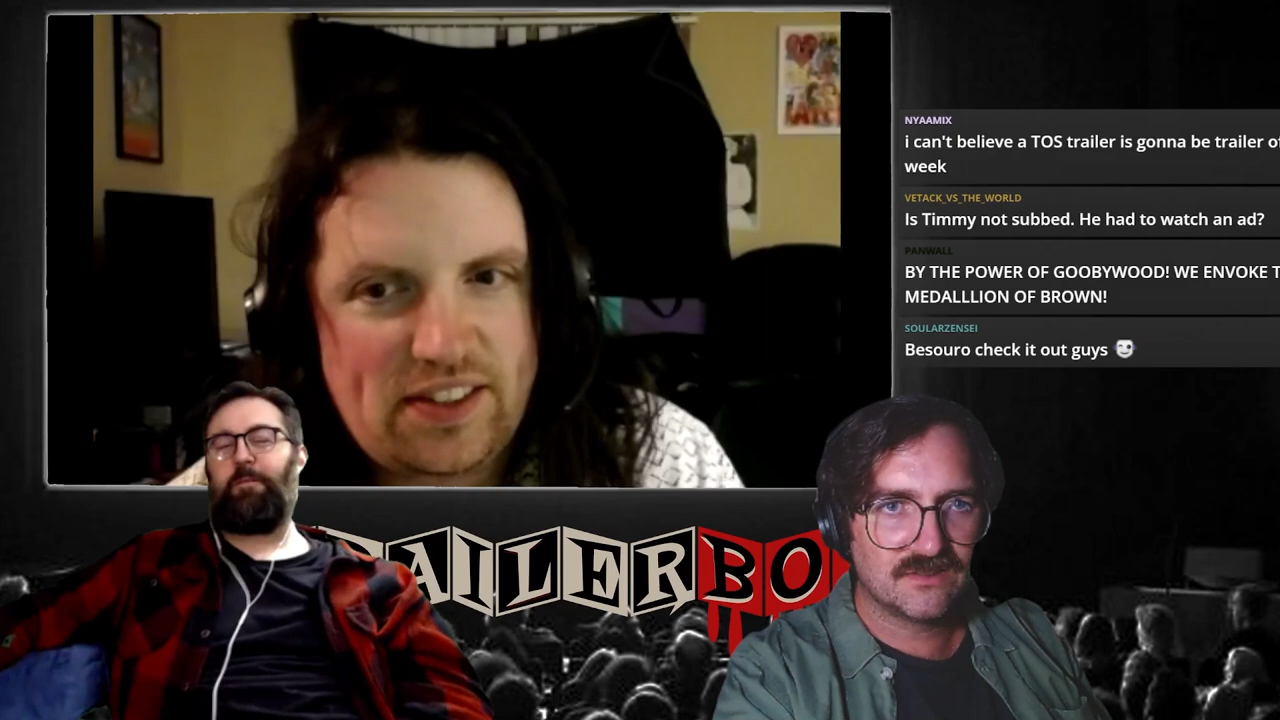 NYAAMIX
i can't believe a TOS trailer is gonna be trailer of
week
VETACK_VS_THE_WORLD
Is Timmy not subbed. He had to watch an ad?
PANWALL
BY THE POWER OF GOOBYWOOD! WE ENVOKE T
MEDALLLION OF BROWN!
SOULARZENSEI
Besouro check it out guys
AILERBO